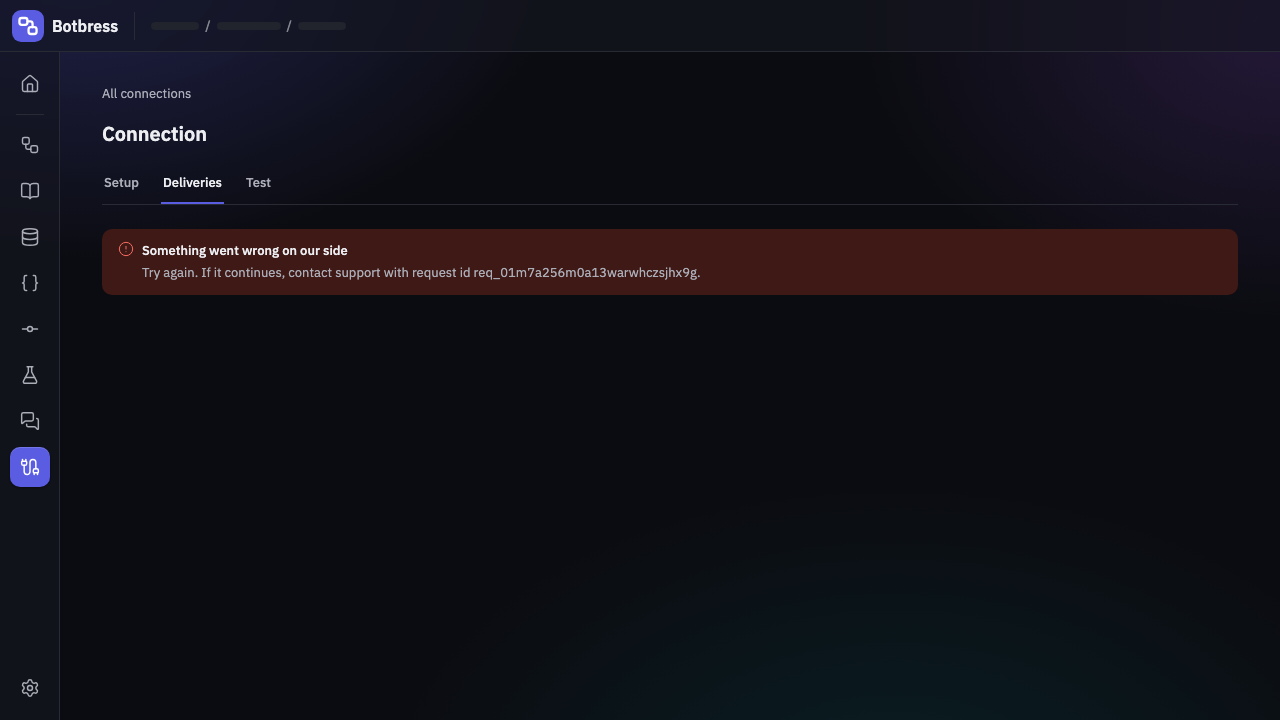 Botbress / / /
All connections
Connection
Setup Deliveries Test
Something went wrong on our side
Try again. If it continues, contact support with request id req_01m7a256m0a13warwhczsjhx9g.